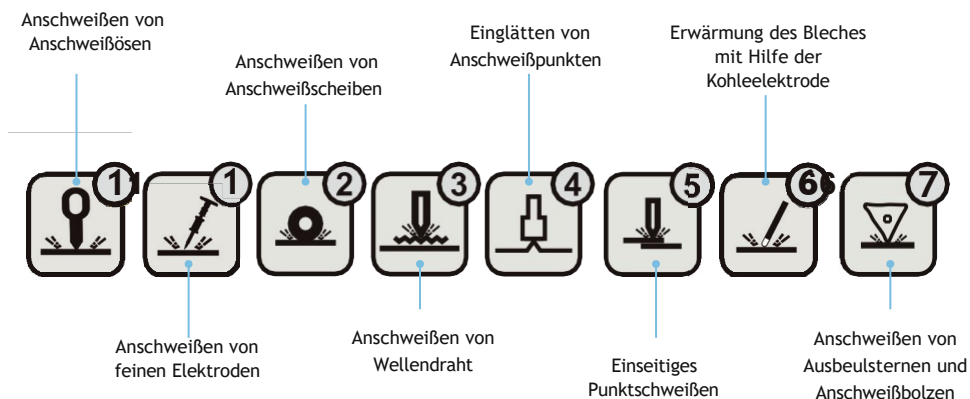 Anschweißen von
Anschweißösen
Anschweißen von
Anschweißscheiben
Einglätten von
Anschweißpunkten
Erwärmung des Bleches
mit Hilfe der
Kohleelektrode
11
1
2
3
4
5
66
7
Anschweißen von
feinen Elektroden
Anschweißen von
Wellendraht
Einseitiges
Punktschweißen
Anschweißen von
Ausbeulsternen und
Anschweißbolzen